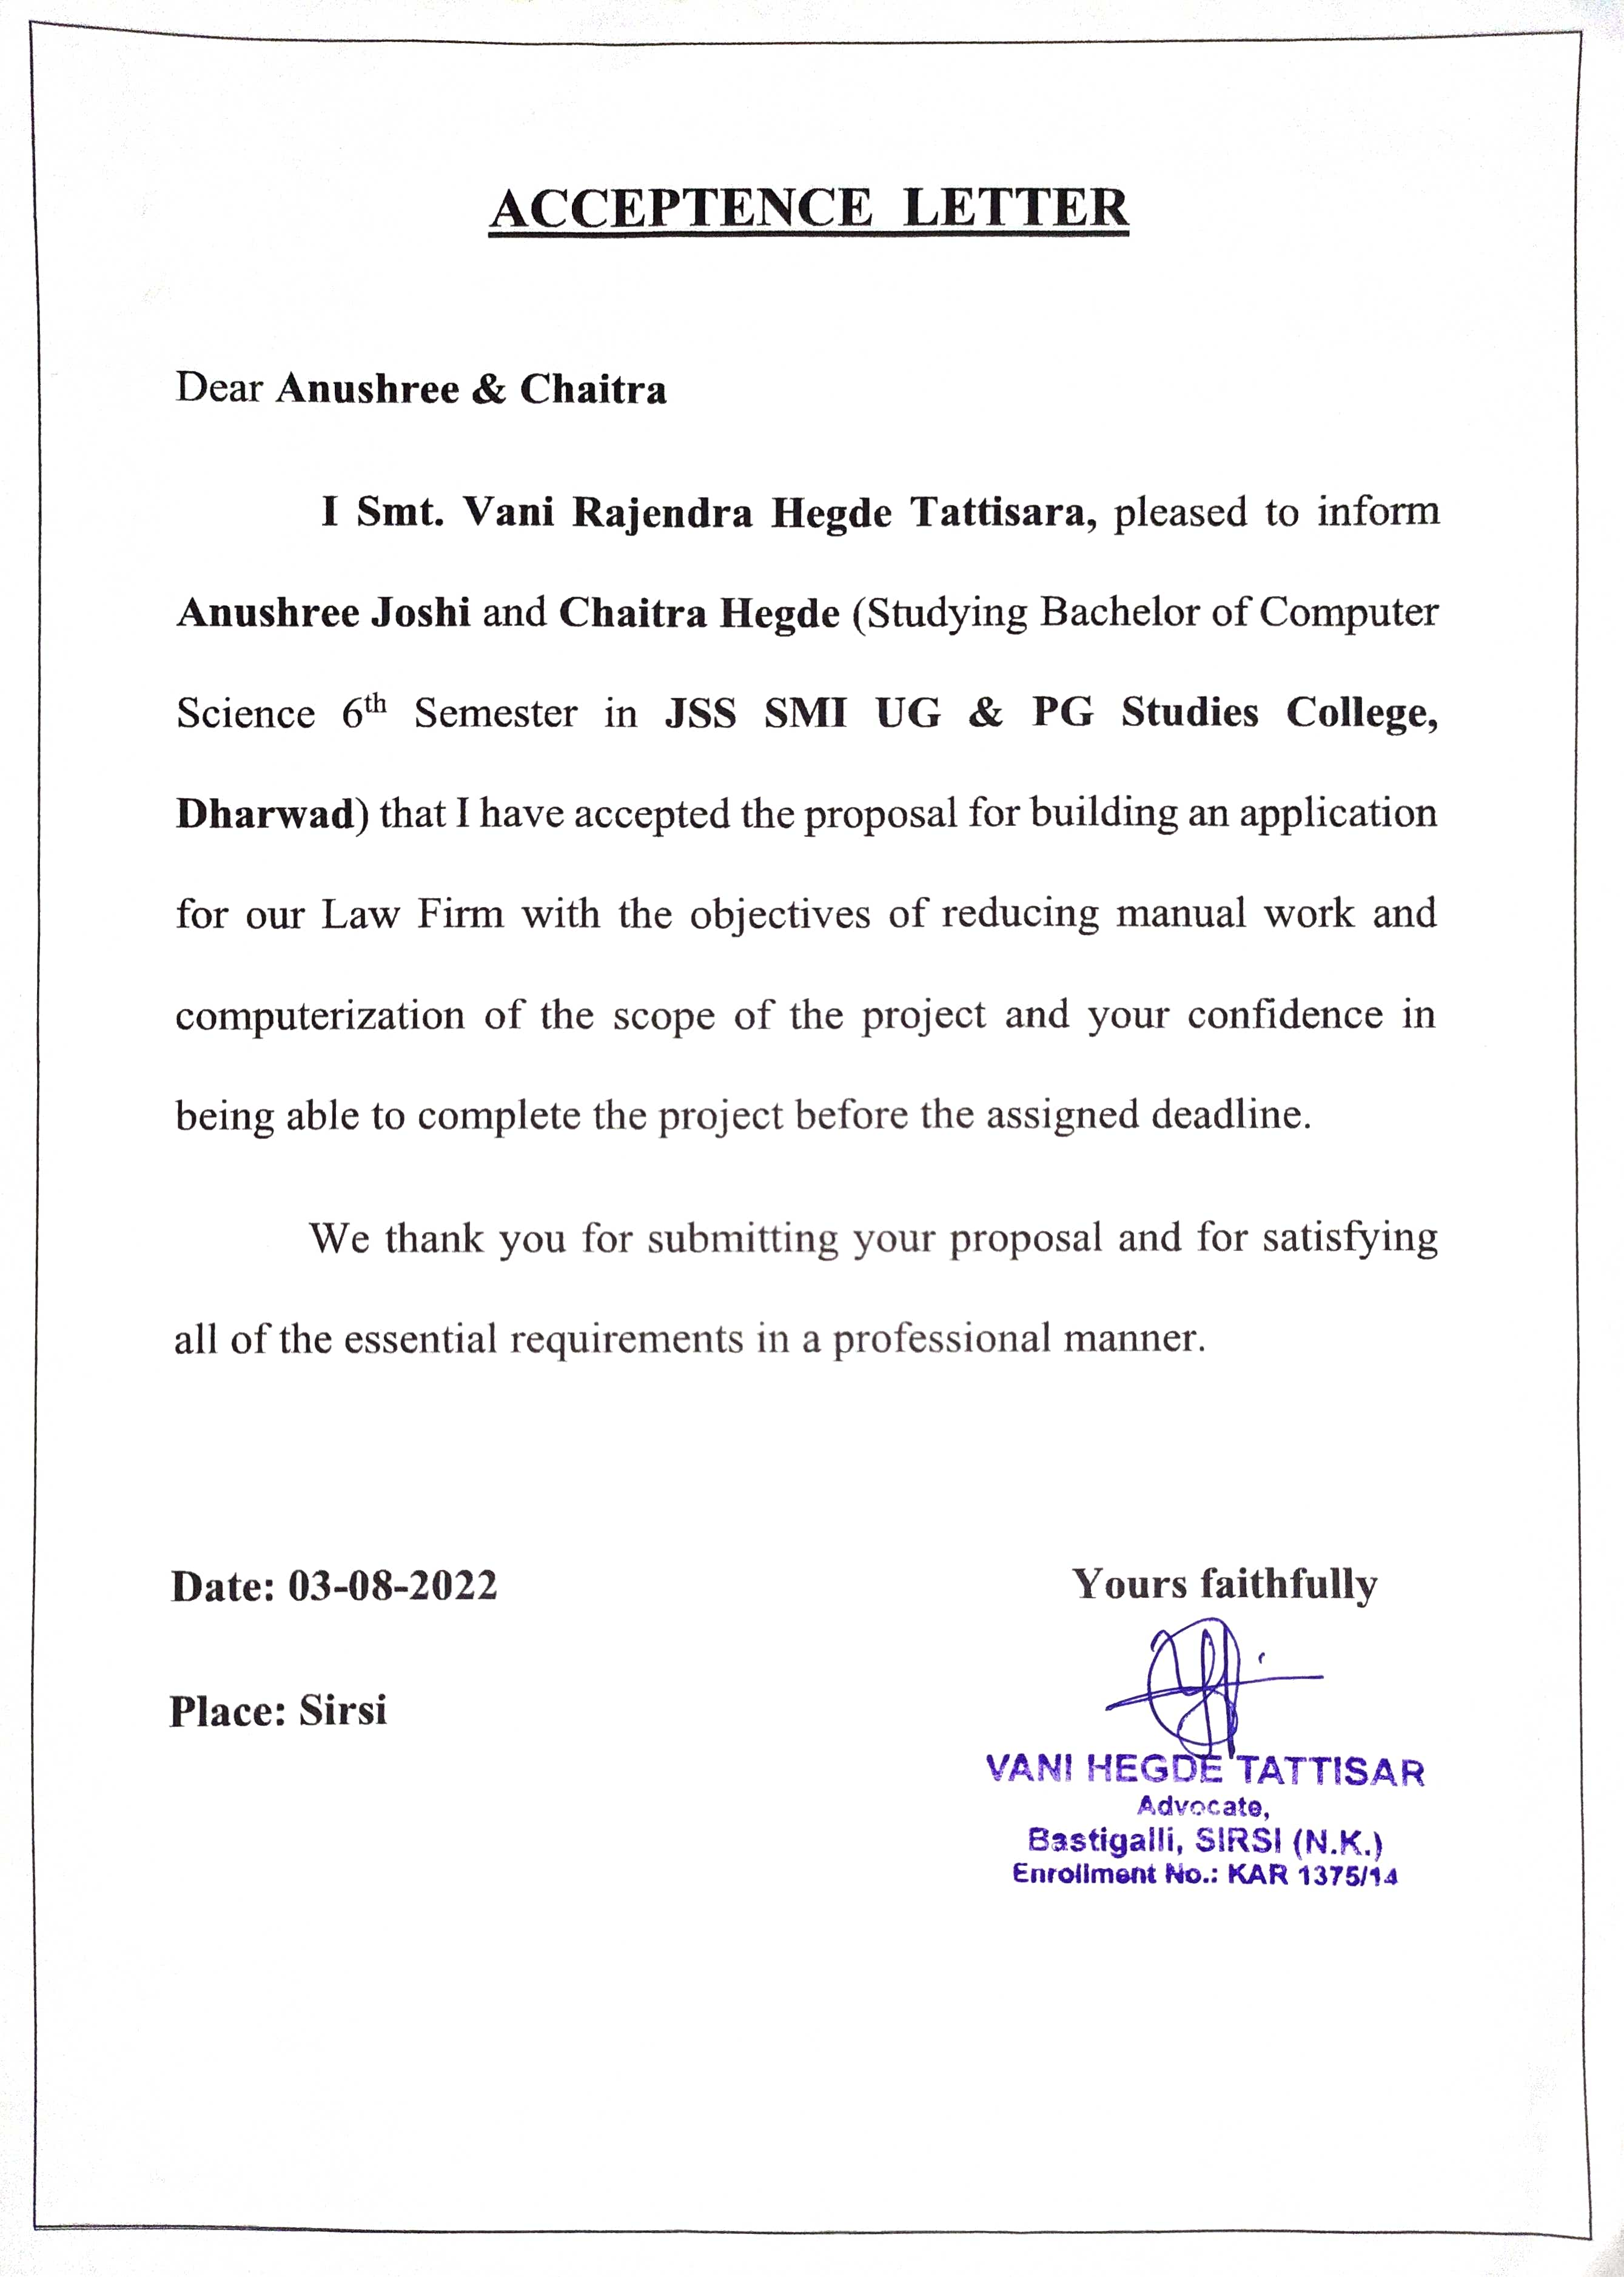 ACCEPTENCE LETTER
Dear Anushree & Chaitra
I Smt. Vani Rajendra Hegde Tattisara, pleased to inform
Anushree Joshi and Chaitra Hegde (Studying Bachelor of Computer
Science 6th Semester in JSS SMI UG & PG Studies College,
Dharwad) that I have accepted the proposal for building an application
for our Law Firm with the objectives of reducing manual work and
computerization of the scope of the project and your confidence in
being able to complete the project before the assigned deadline.
We thank you for submitting your proposal and for satisfying
all of the essential requirements in a professional manner.
Date: 03-08-2022
Yours faithfully
Place: Sirsi
VANI HEGDE TATTISAR
Advocate,
Bastigalli, SIRSI (N.K.)
Enrollment No.: KAR 1375/14